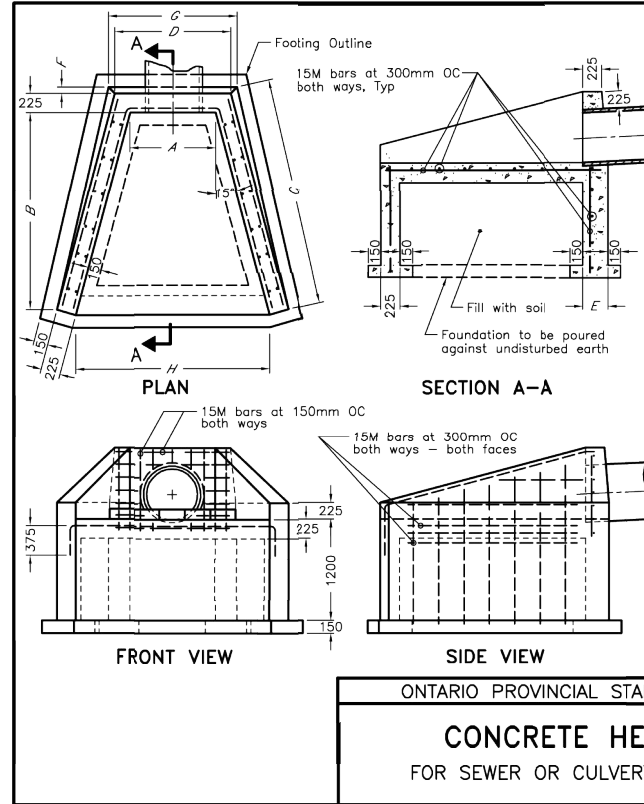 G
D
A
Footing Outline
F
225
15M bars at 300mm OC
both ways, Typ
225
225
A
C
B
15°
150
150
150
150
150
225
E
Fill with soil
A
Foundation to be poured
against undisturbed earth
150
225
H
PLAN
SECTION A-A
15M bars at 150mm OC
both ways
15M bars at 300mm OC
both ways - both faces
225
225
375
1200
150
FRONT VIEW
SIDE VIEW
ONTARIO PROVINCIAL STA
CONCRETE HE
FOR SEWER OR CULVER